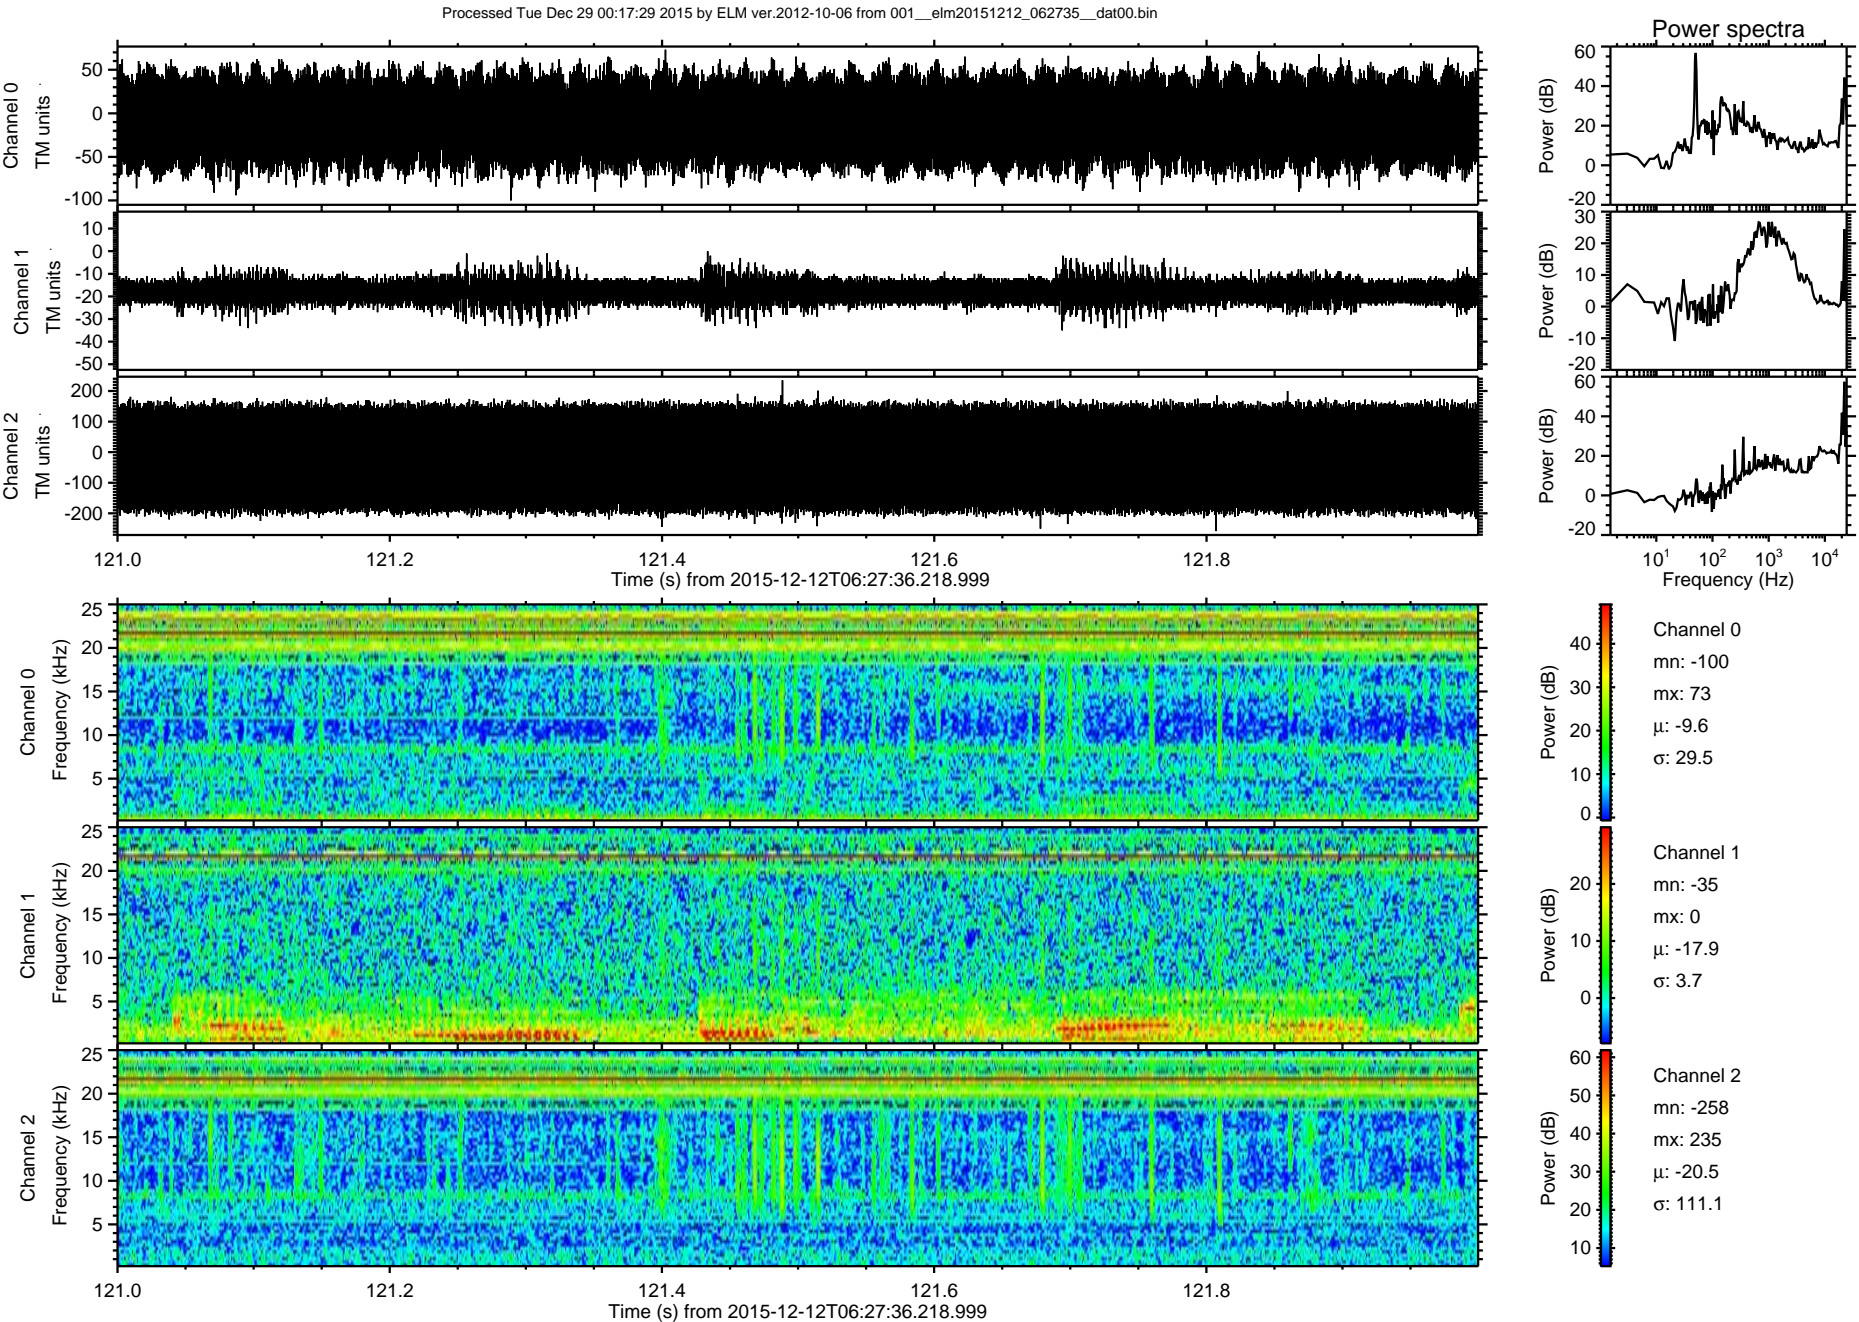 Processed Tue Dec 29 00:17:29 2015 by ELM ver.2012-10-06 from 001__elm20151212_062735__dat00.bin
Power spectra
Channel 0
TM units
50
0
-50
-100
Power (dB)
60
40
20
0
-20
Channel 1
TM units
10
0
-10
-20
-30
-40
-50
Power (dB)
30
20
10
0
-10
-20
Channel 2
TM units
200
100
0
-100
-200
Power (dB)
60
40
20
0
-20
121.0 121.2 121.4 121.6 121.8
Time (s) from 2015-12-12T06:27:36.218.999
10¹ 10² 10³ 10⁴
Frequency (Hz)
Channel 0
Frequency (kHz)
25
20
15
10
5
Power (dB)
40
30
20
10
0
Channel 0
mn: -100
mx: 73
µ: -9.6
σ: 29.5
Channel 1
Frequency (kHz)
25
20
15
10
5
Power (dB)
20
10
0
Channel 1
mn: -35
mx: 0
µ: -17.9
σ: 3.7
Channel 2
Frequency (kHz)
25
20
15
10
5
Power (dB)
60
50
40
30
20
10
Channel 2
mn: -258
mx: 235
µ: -20.5
σ: 111.1
121.0 121.2 121.4 121.6 121.8
Time (s) from 2015-12-12T06:27:36.218.999